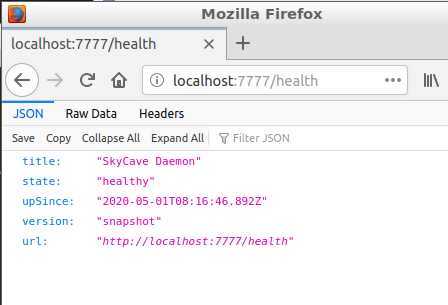 Mozilla Firefox
localhost:7777/health
localhost:7777/health
JSON Raw Data Headers
Save Copy Collapse All Expand All Filter JSON
title: "SkyCave Daemon"
state: "healthy"
upSince: "2020-05-01T08:16:46.892Z"
version: "snapshot"
url: "http://localhost:7777/health"